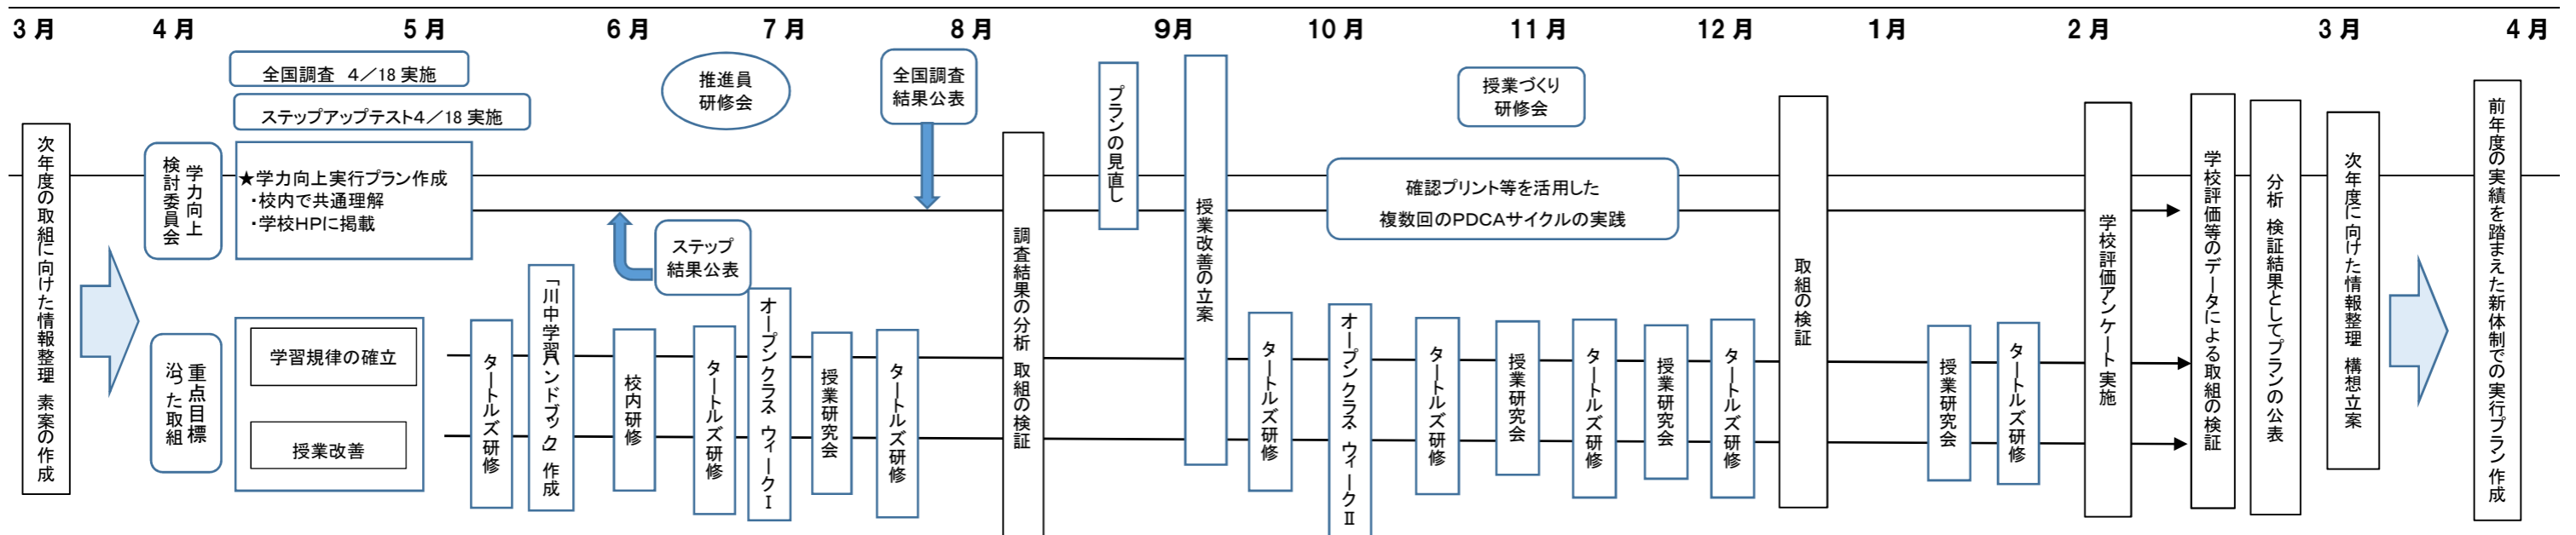 3月 4月 5月 6月 7月 8月 9月 10月 11月 12月 1月 2月 3月 4月
次年度の取組に向けた情報整理 素案の作成
全国調査 4/18実施
ステップアップテスト4/18実施
学力向上
検討委員会
★学力向上実行プラン作成
・校内で共通理解
・学校HPに掲載
重点目標
沿った取組
学習規律の確立
授業改善
タートルズ研修
「川中学習ハンドブック」作成
ステップ
結果公表
校内研修
推進員
研修会
タートルズ研修
オープンクラス・ウィークⅠ
授業研究会
全国調査
結果公表
タートルズ研修
調査結果の分析 取組の検証
プランの見直し
授業改善の立案
タートルズ研修
オープンクラス・ウィークⅡ
確認プリント等を活用した
複数回のPDCAサイクルの実践
タートルズ研修
授業づくり
研修会
授業研究会
タートルズ研修
授業研究会
タートルズ研修
取組の検証
授業研究会
タートルズ研修
学校評価アンケート実施
学校評価等のデータによる取組の検証
分析 検証結果としてプランの公表
次年度に向けた情報整理 構想立案
前年度の実績を踏まえた新体制での実行プラン作成